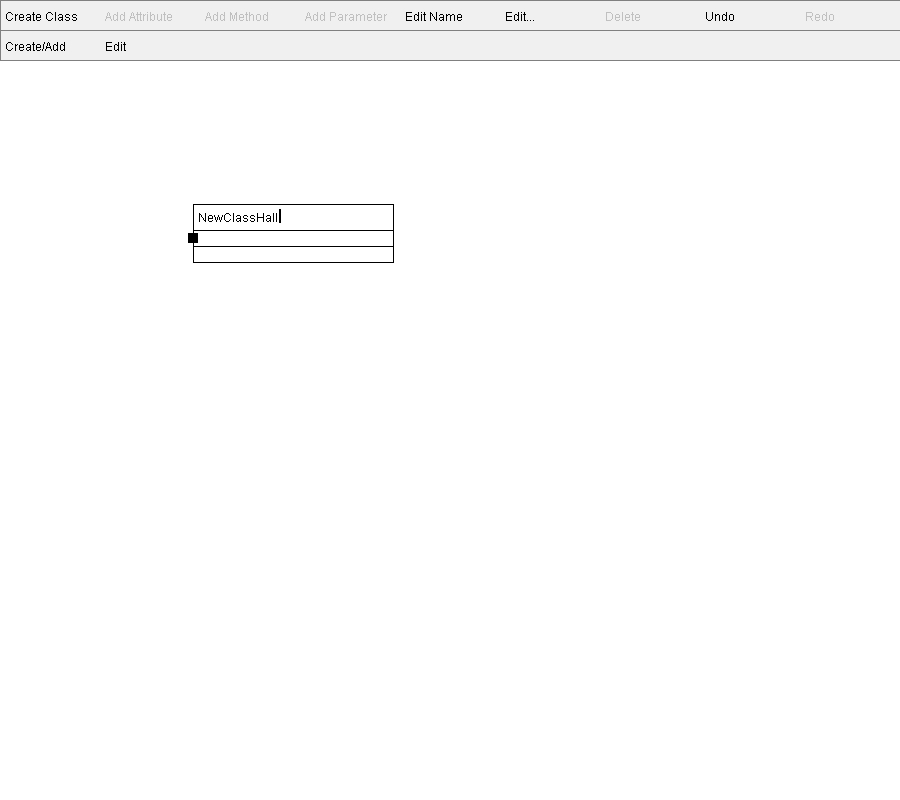 Create Class Add Attribute Add Method Add Parameter Edit Name Edit... Delete Undo Redo
Create/Add Edit
NewClassHall